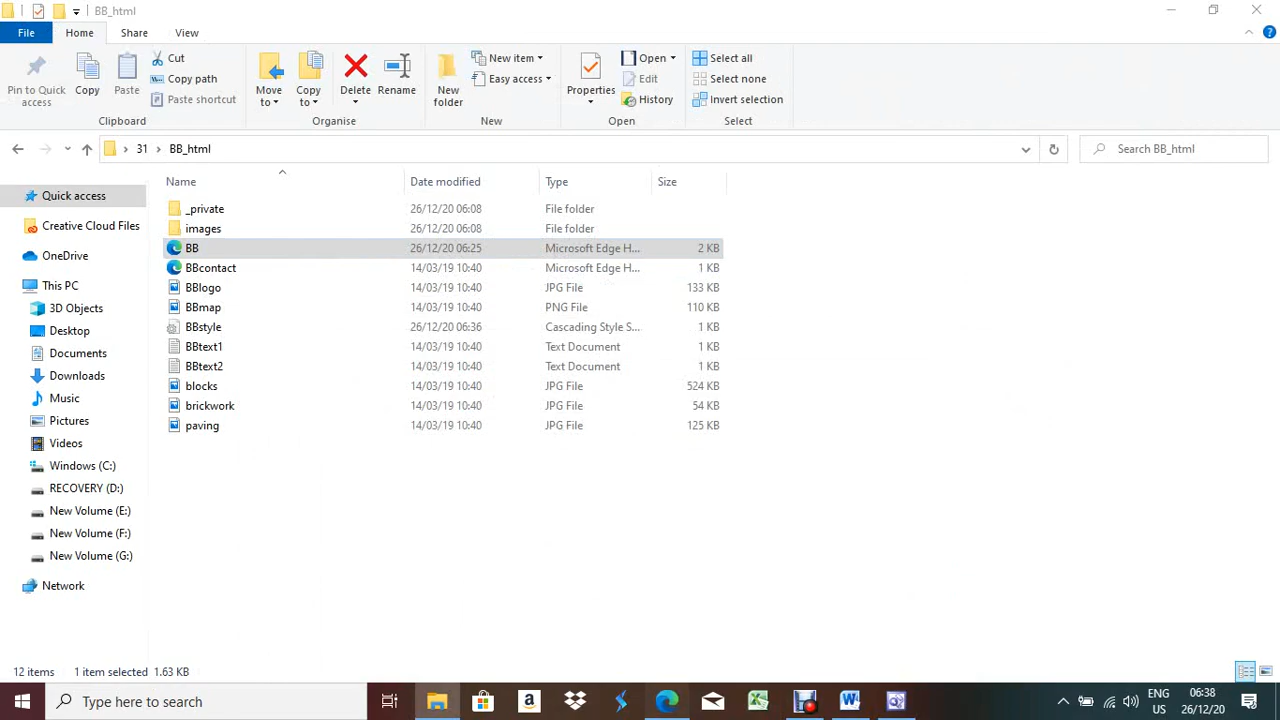 BB_html
File Home Share View
Pin to Quick access
Copy
Paste
Cut
Copy path
Paste shortcut
Clipboard
Move to
Copy to
Delete
Rename
Organise
New folder
New item
Easy access
New
Properties
Open
Edit
History
Open
Select all
Select none
Invert selection
Select
31 BB_html
Search BB_html
Name Date modified Type Size
Quick access
Creative Cloud Files
OneDrive
This PC
3D Objects
Desktop
Documents
Downloads
Music
Pictures
Videos
Windows (C:)
RECOVERY (D:)
New Volume (E:)
New Volume (F:)
New Volume (G:)
Network
_private 26/12/20 06:08 File folder
images 26/12/20 06:08 File folder
BB 26/12/20 06:25 Microsoft Edge H... 2 KB
BBcontact 14/03/19 10:40 Microsoft Edge H... 1 KB
BBlogo 14/03/19 10:40 JPG File 133 KB
BBmap 14/03/19 10:40 PNG File 110 KB
BBstyle 26/12/20 06:36 Cascading Style S... 1 KB
BBtext1 14/03/19 10:40 Text Document 1 KB
BBtext2 14/03/19 10:40 Text Document 1 KB
blocks 14/03/19 10:40 JPG File 524 KB
brickwork 14/03/19 10:40 JPG File 54 KB
paving 14/03/19 10:40 JPG File 125 KB
12 items 1 item selected 1.63 KB
Type here to search
ENG
US
06:38
26/12/20